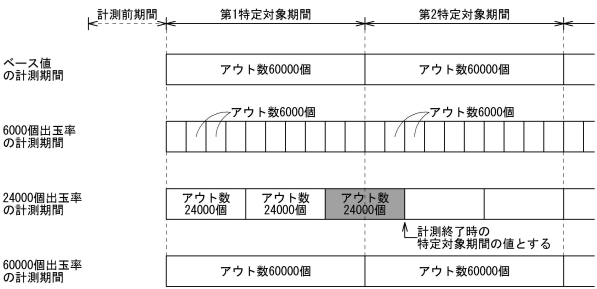 計測前期間
第1特定対象期間
第2特定対象期間
ベース値
の計測期間
アウト数60000個
アウト数60000個
アウト数6000個
アウト数6000個
6000個出玉率
の計測期間
24000個出玉率
の計測期間
アウト数
24000個
アウト数
24000個
アウト数
24000個
計測終了時の
特定対象期間の値とする
60000個出玉率
の計測期間
アウト数60000個
アウト数60000個